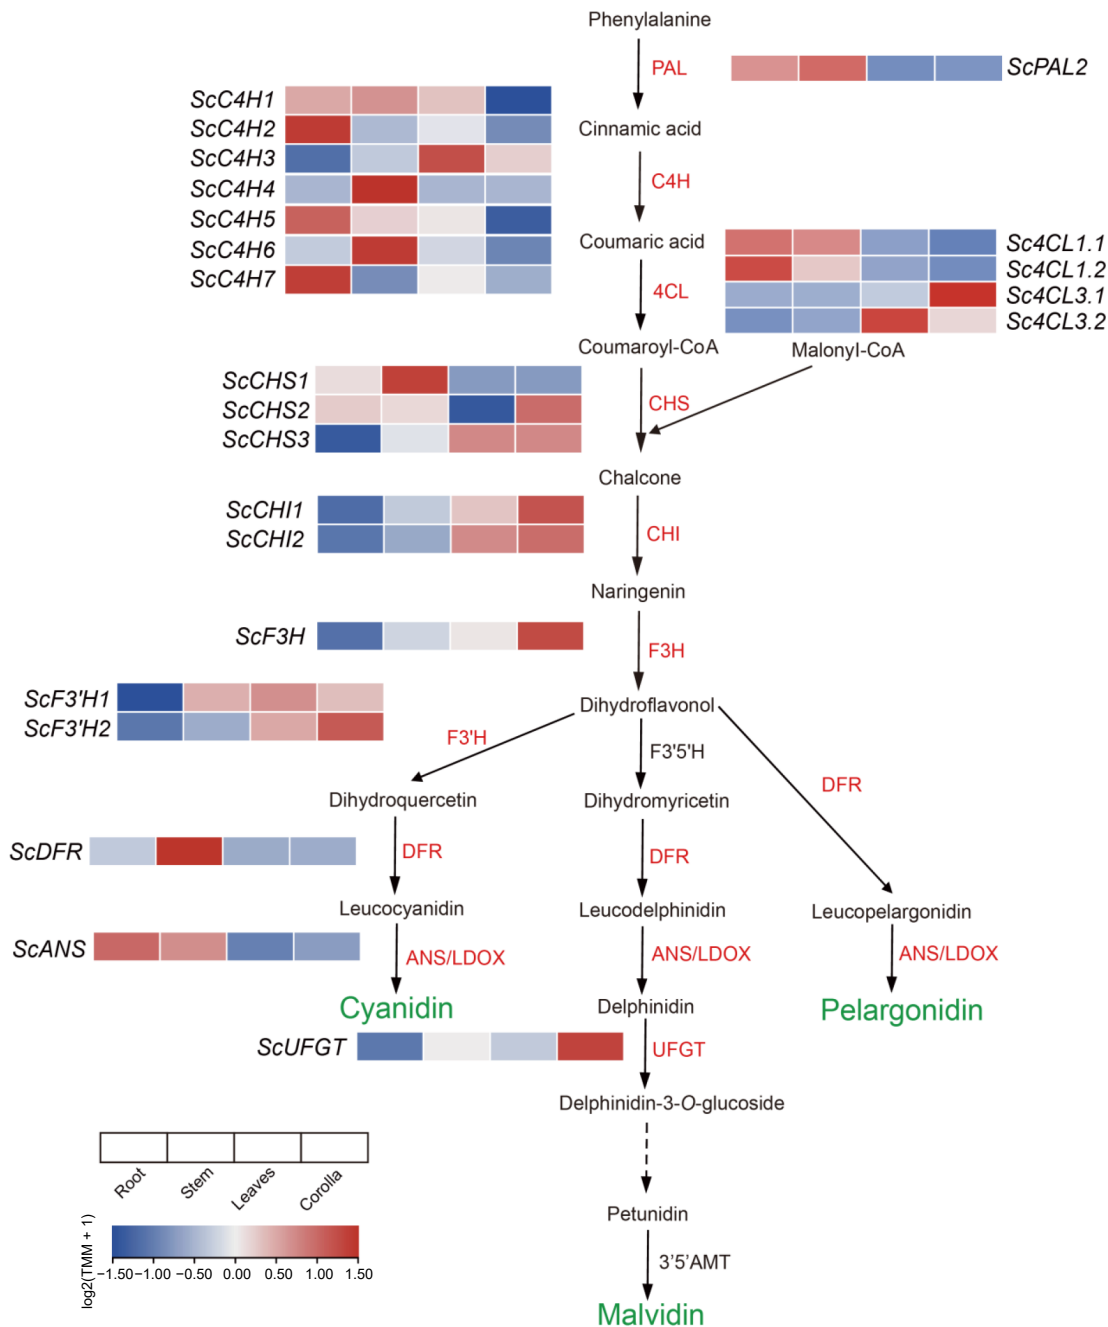 Phenylalanine
PAL
ScPAL2
ScC4H1
ScC4H2
ScC4H3
ScC4H4
ScC4H5
ScC4H6
ScC4H7
Cinnamic acid
C4H
Coumaric acid
4CL
Sc4CL1.1
Sc4CL1.2
Sc4CL3.1
Sc4CL3.2
Coumaroyl-CoA
Malonyl-CoA
ScCHS1
ScCHS2
ScCHS3
CHS
Chalcone
ScCHI1
ScCHI2
CHI
Naringenin
ScF3H
F3H
Dihydroflavonol
ScF3'H1
ScF3'H2
F3'H
F3'5'H
DFR
Dihydroquercetin
Dihydromyricetin
ScDFR
DFR
DFR
Leucocyanidin
Leucodelphinidin
Leucopelargonidin
ScANS
ANS/LDOX
ANS/LDOX
ANS/LDOX
Cyanidin
Delphinidin
Pelargonidin
ScUFGT
UFGT
Delphinidin-3-O-glucoside
Root
Stem
Leaves
Corolla
Petunidin
log2(TMM + 1)
−1.50 −1.00 −0.50 0.00 0.50 1.00 1.50
3’5’AMT
Malvidin